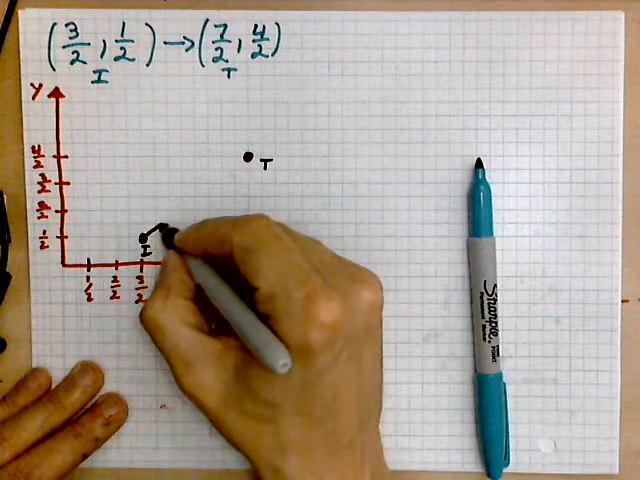 (3/2, 1/2) → (7/2, 4/2)
I T
Y
4/2
3/2
2/2
1/2
T
I
1/2 2/2 3/2
Sharpie